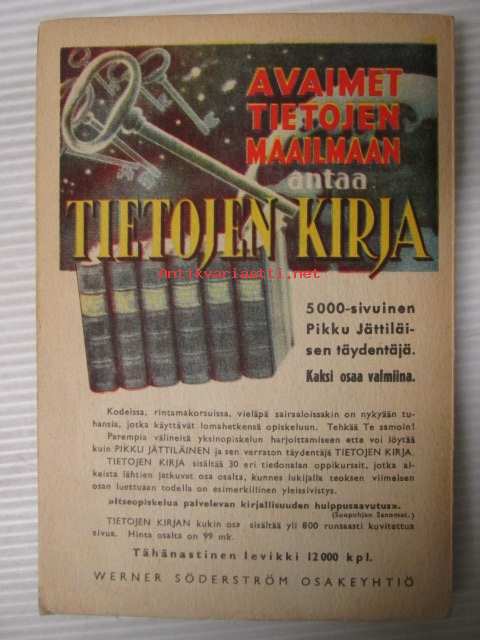 AVAIMET
TIETOJEN
MAAILMAAN
antaa
TIETOJEN KIRJA
Antikvariaatti.net
5000-sivuinen
Pikku Jättiläi-
sen täydentäjä.
Kaksi osaa valmiina.
Kodeissa, rintamakorsuissa, vieläpä sairaaloissakin on nykyään tu-
hansia, jotka käyttävät lomahetkensä opiskeluun. Tehkää Te samoin!
Parempia välineitä yksinopiskelun harjoittamiseen ette voi löytää
kuin PIKKU JÄTTILÄINEN ja sen verraton täydentäjä TIETOJEN KIRJA.
TIETOJEN KIRJA sisältää 30 eri tiedonalan oppikurssit, jotka al-
keista lähtien jatkuvat osa osalta, kunnes lukijalla teoksen viimeisen
osan luettuaan todella on esimerkillinen yleissivistys.
»Itseopiskelua palvelevan kirjallisuuden huippusaavutus».
(Suupohjan Sanomat.)
TIETOJEN KIRJAN kukin osa sisältää yli 800 runsaasti kuvitettua
sivua. Hinta osalta on 99 mk.
Tähänastinen levikki 12000 kpl.
WERNER SÖDERSTRÖM OSAKEYHTIÖ